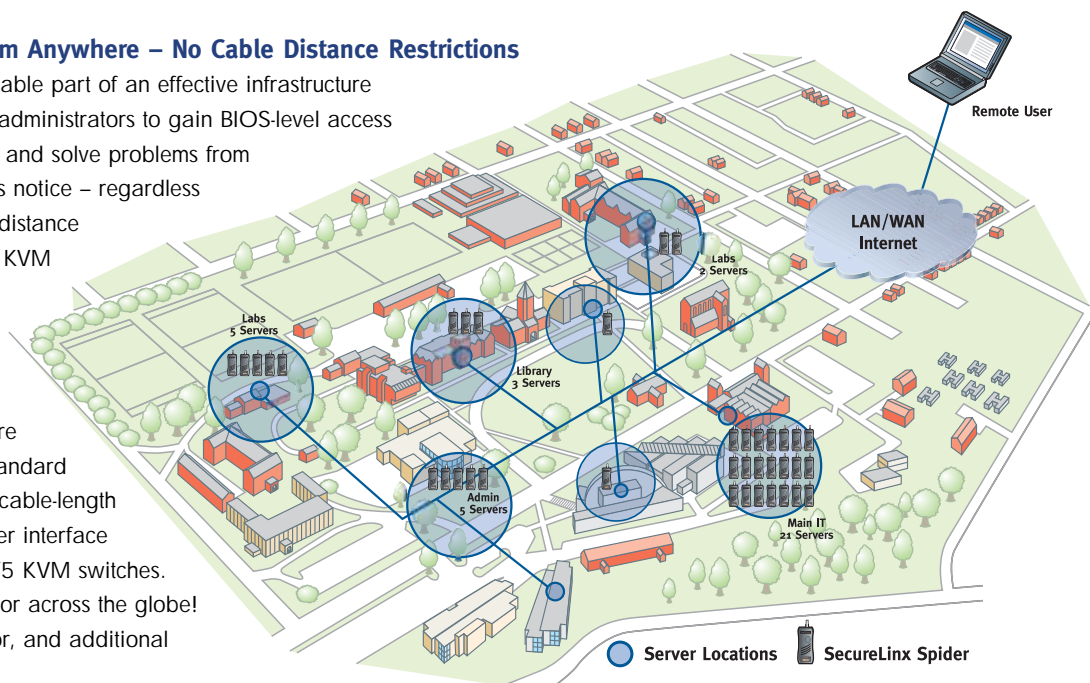 m Anywhere – No Cable Distance Restrictions
able part of an effective infrastructure
administrators to gain BIOS-level access
and solve problems from
s notice – regardless
distance
KVM
re
andard
cable-length
er interface
5 KVM switches.
or across the globe!
or, and additional
Remote User
LAN/WAN
Internet
Labs
2 Servers
Labs
5 Servers
Library
3 Servers
Admin
5 Servers
Main IT
21 Servers
Server Locations
SecureLinx Spider